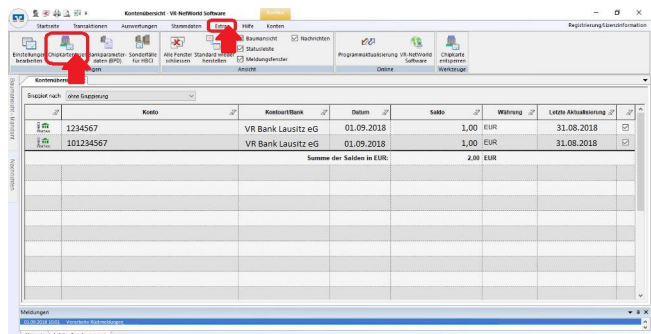 Kontenübersicht - VR-NetWorld Software
Konten
Startseite Transaktionen Auswertungen Stammdaten Extras Hilfe Konten Registrierung/Lizenzinformation
Einstellungen bearbeiten
Chipkartenleser
Bankparameterdaten (BPD)
Sonderfälle für HBCI
Alle Fenster schliessen
Standard wieder herstellen
Baumansicht
Nachrichten
Statusleiste
Meldungsfenster
Programmaktualisierung
VR-NetWorld Software
Chipkarte entsperren
Ansicht Online Werkzeuge
Kontenübersicht
Gruppiert nach ohne Gruppierung
Konto Kontoart/Bank Datum Saldo Währung Letzte Aktualisierung
1234567 VR Bank Lausitz eG 01.09.2018 1,00 EUR 31.08.2018
101234567 VR Bank Lausitz eG 01.09.2018 1,00 EUR 31.08.2018
Summe der Salden in EUR: 2,00 EUR
Nachrichten
Meldungen